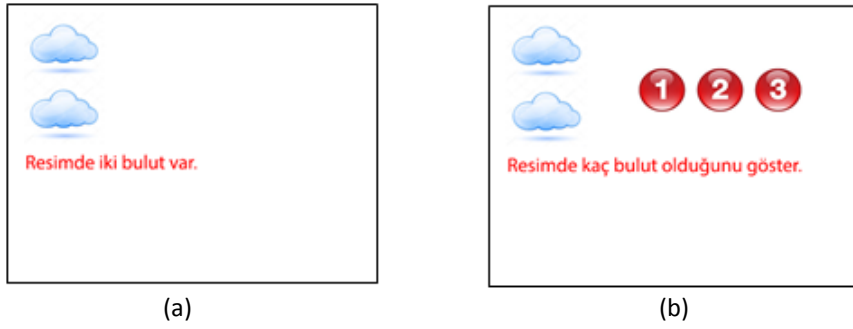 Resimde iki bulut var.
(a)
1 2 3
Resimde kaç bulut olduğunu göster.
(b)